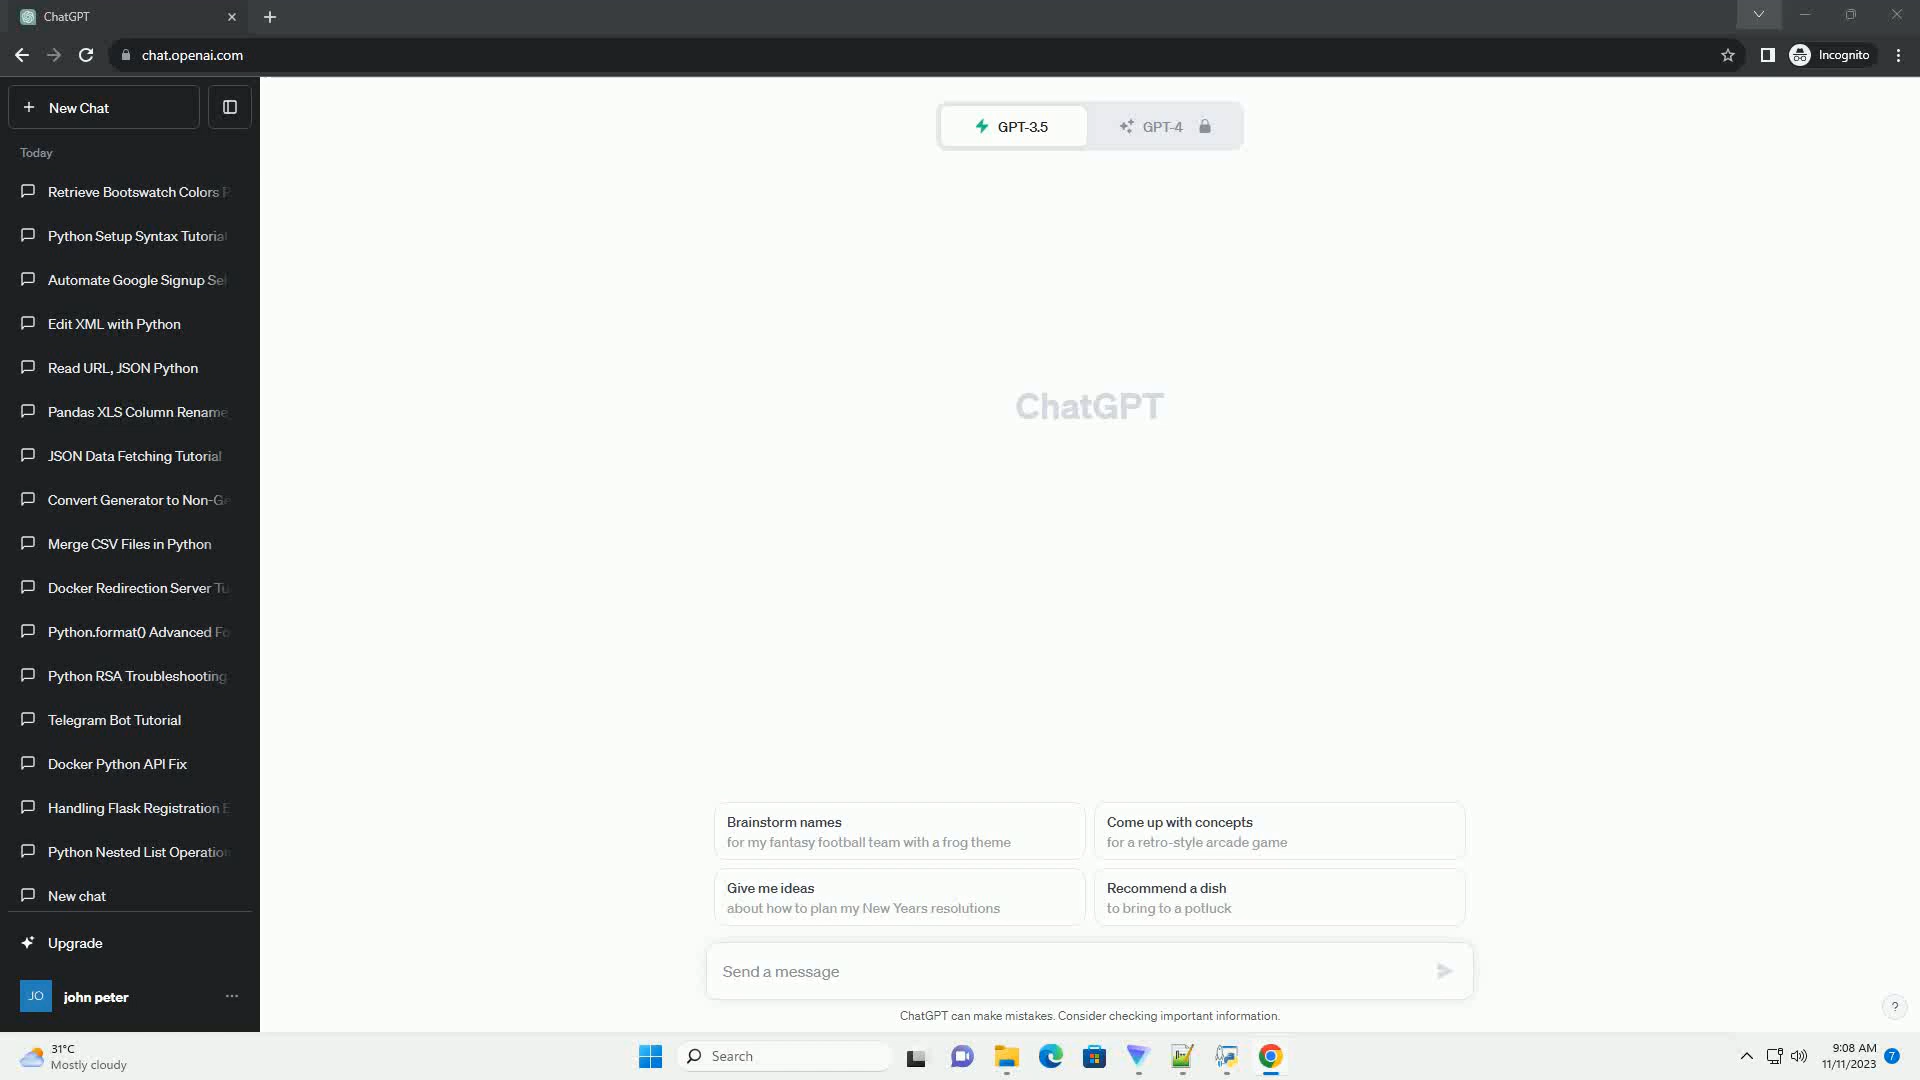 ChatGPT
chat.openai.com
Incognito
New Chat
GPT-3.5
GPT-4
Today
Retrieve Bootswatch Colors P
Python Setup Syntax Tutorial
Automate Google Signup Sel
Edit XML with Python
Read URL, JSON Python
Pandas XLS Column Rename
JSON Data Fetching Tutorial
Convert Generator to Non-Ge
Merge CSV Files in Python
Docker Redirection Server Tu
Python.format() Advanced Fo
Python RSA Troubleshooting
Telegram Bot Tutorial
Docker Python API Fix
Handling Flask Registration E
Python Nested List Operation
New chat
Upgrade
JO
john peter
ChatGPT
Brainstorm names
for my fantasy football team with a frog theme
Come up with concepts
for a retro-style arcade game
Give me ideas
about how to plan my New Years resolutions
Recommend a dish
to bring to a potluck
Send a message
ChatGPT can make mistakes. Consider checking important information.
?
31°C
Mostly cloudy
Search
9:08 AM
11/11/2023
7